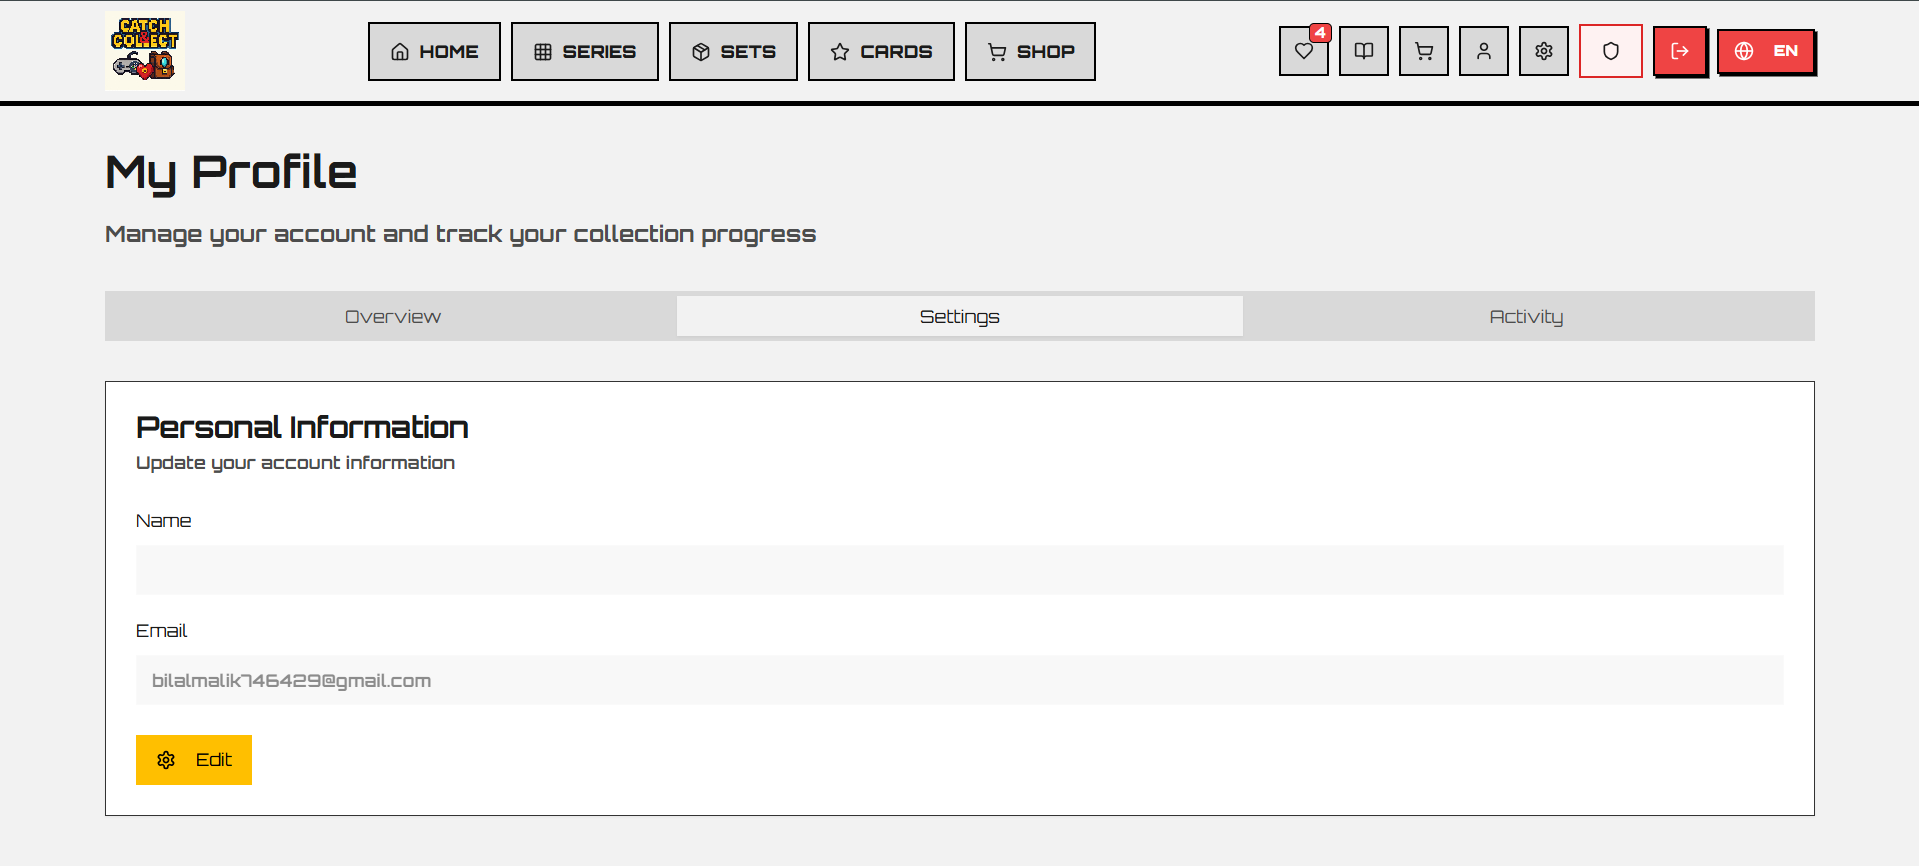 CATCH
&
COLLECT
HOME
SERIES
SETS
CARDS
SHOP
4
EN
My Profile
Manage your account and track your collection progress
Overview
Settings
Activity
Personal Information
Update your account information
Name
Email
bilalmalik746429@gmail.com
Edit